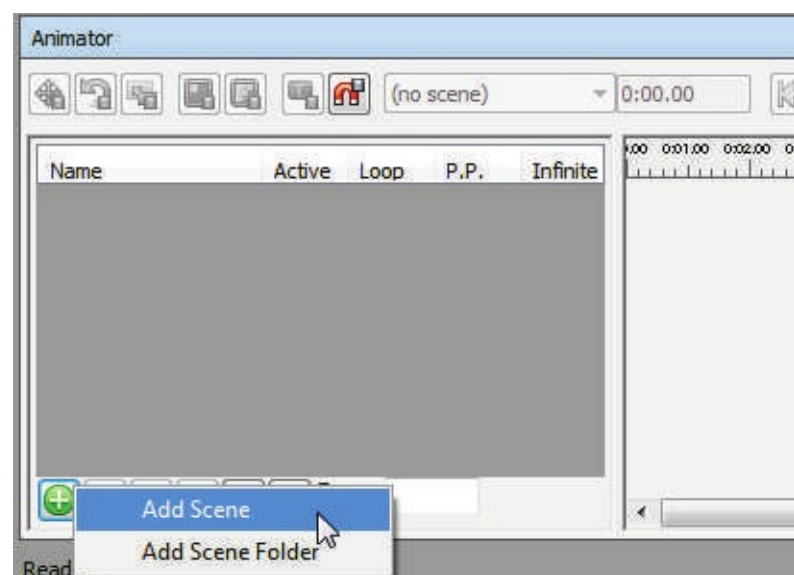 Animator
(no scene) 0:00.00
Name Active Loop P.P. Infinite
0:01.00 0:02.00
Add Scene
Add Scene Folder
Read